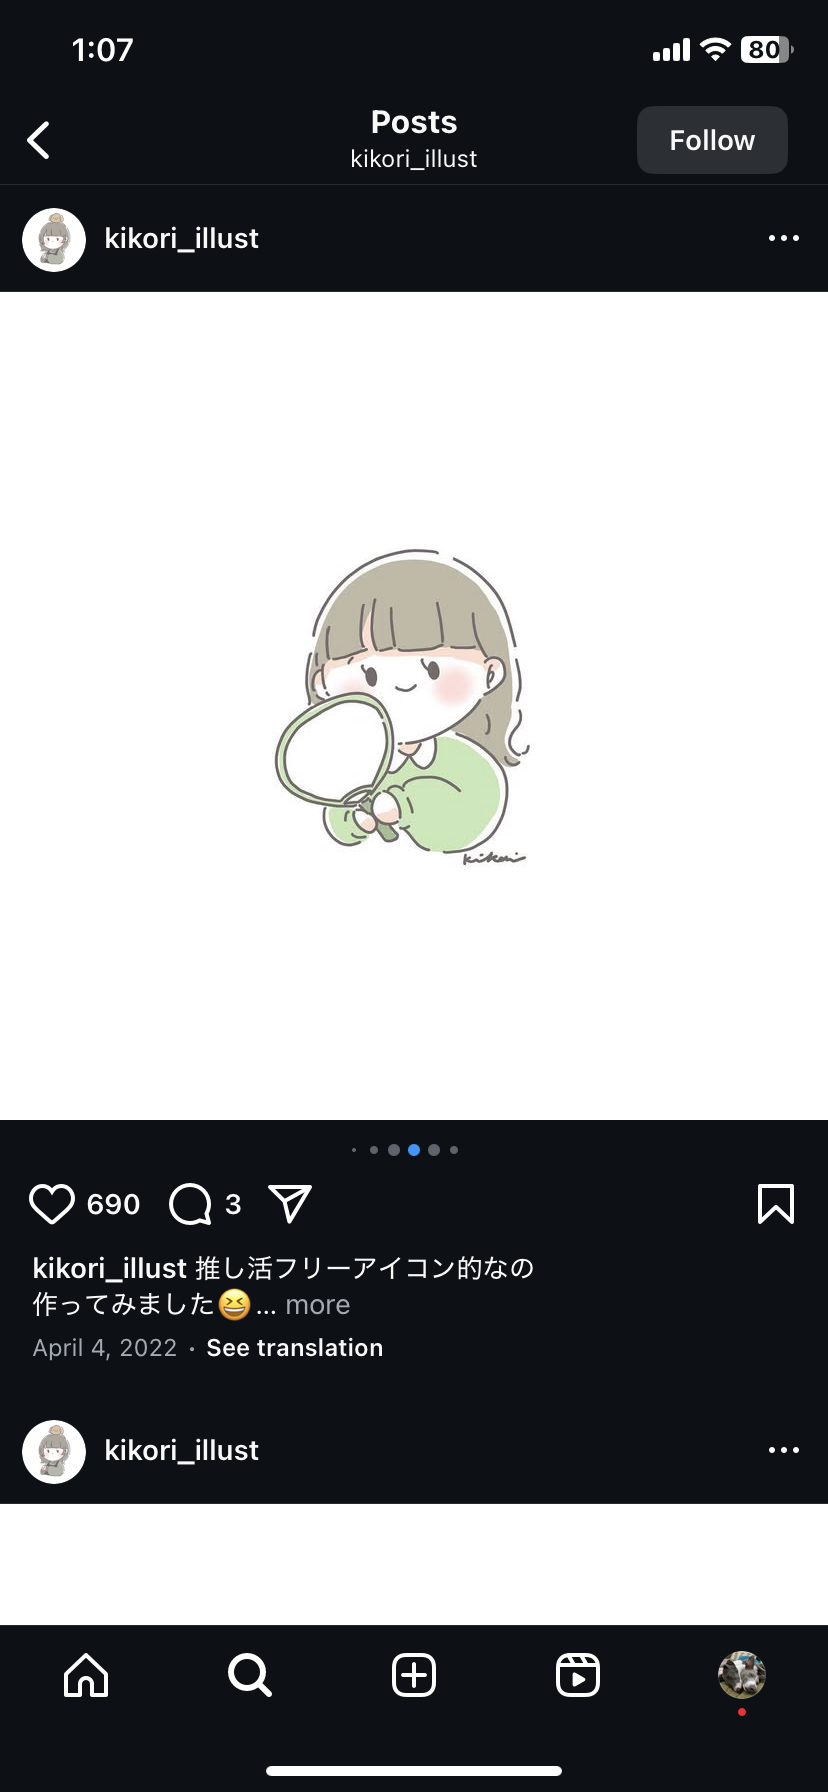 1:07
80
Posts
kikori_illust
Follow
kikori_illust
kikori
690
3
kikori_illust 推し活フリーアイコン的なの
作ってみました😆... more
April 4, 2022 · See translation
kikori_illust